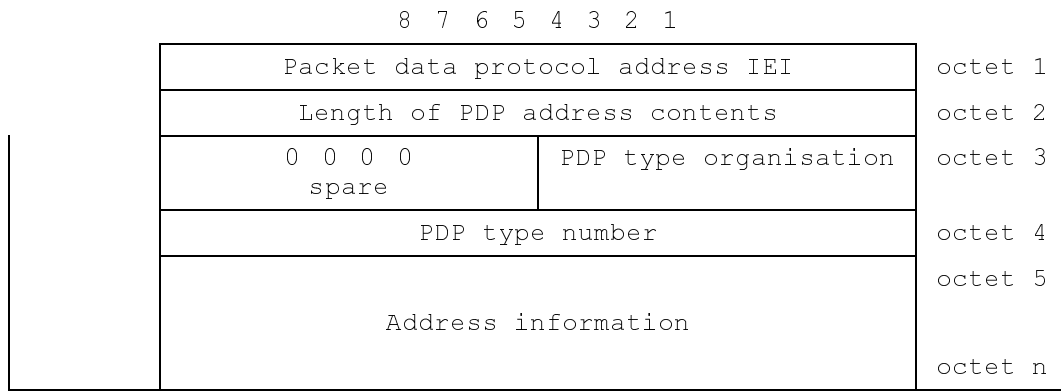 8 7 6 5 4 3 2 1
Packet data protocol address IEI octet 1
Length of PDP address contents octet 2
0 0 0 0 PDP type organisation octet 3
spare
PDP type number octet 4
octet 5
Address information
octet n